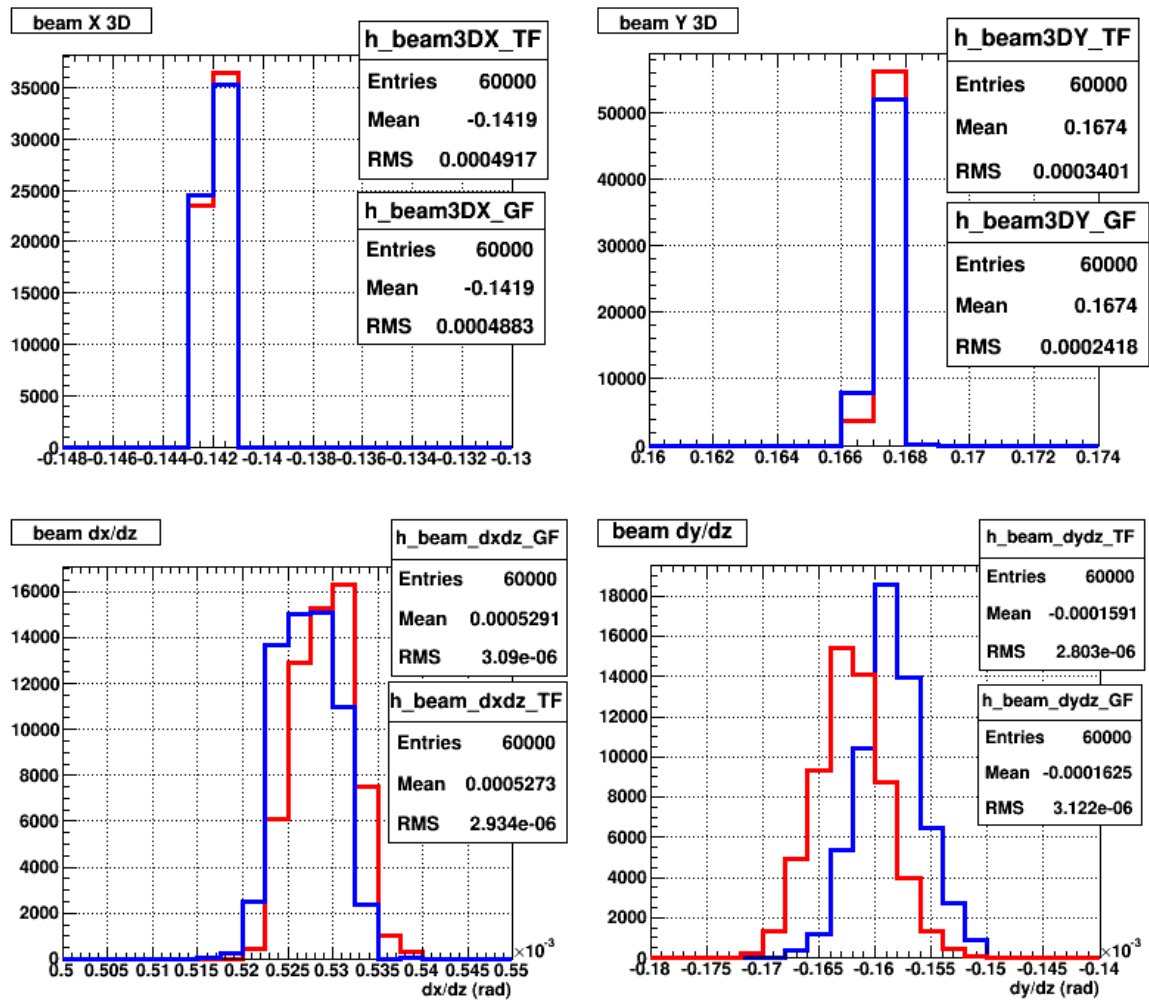 beam X 3D
h_beam3DX_TF
Entries 60000
Mean -0.1419
RMS 0.0004917
h_beam3DX_GF
Entries 60000
Mean -0.1419
RMS 0.0004883
35000
30000
25000
20000
15000
10000
5000
0
-0.148 -0.146 -0.144 -0.142 -0.14 -0.138 -0.136 -0.134 -0.132 -0.13
beam Y 3D
h_beam3DY_TF
Entries 60000
Mean 0.1674
RMS 0.0003401
h_beam3DY_GF
Entries 60000
Mean 0.1674
RMS 0.0002418
50000
40000
30000
20000
10000
0
0.16 0.162 0.164 0.166 0.168 0.17 0.172 0.174
beam dx/dz
h_beam_dxdz_GF
Entries 60000
Mean 0.0005291
RMS 3.09e-06
h_beam_dxdz_TF
Entries 60000
Mean 0.0005273
RMS 2.934e-06
16000
14000
12000
10000
8000
6000
4000
2000
0
0.5 0.505 0.51 0.515 0.52 0.525 0.53 0.535 0.54 0.545 0.55
×10⁻³
dx/dz (rad)
beam dy/dz
h_beam_dydz_TF
Entries 60000
Mean -0.0001591
RMS 2.803e-06
h_beam_dydz_GF
Entries 60000
Mean -0.0001625
RMS 3.122e-06
18000
16000
14000
12000
10000
8000
6000
4000
2000
0
-0.18 -0.175 -0.17 -0.165 -0.16 -0.155 -0.15 -0.145 -0.14
×10⁻³
dy/dz (rad)